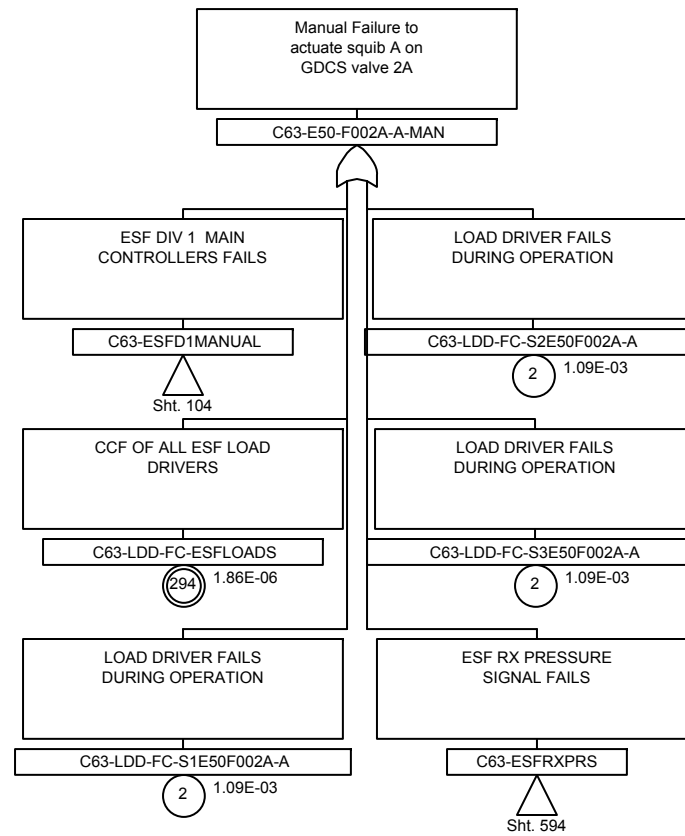 Manual Failure to
actuate squib A on
GDCS valve 2A
C63-E50-F002A-A-MAN
ESF DIV 1 MAIN
CONTROLLERS FAILS
C63-ESFD1MANUAL
Sht. 104
LOAD DRIVER FAILS
DURING OPERATION
C63-LDD-FC-S2E50F002A-A
2
1.09E-03
CCF OF ALL ESF LOAD
DRIVERS
C63-LDD-FC-ESFLOADS
294
1.86E-06
LOAD DRIVER FAILS
DURING OPERATION
C63-LDD-FC-S3E50F002A-A
2
1.09E-03
LOAD DRIVER FAILS
DURING OPERATION
C63-LDD-FC-S1E50F002A-A
2
1.09E-03
ESF RX PRESSURE
SIGNAL FAILS
C63-ESFRXPRS
Sht. 594